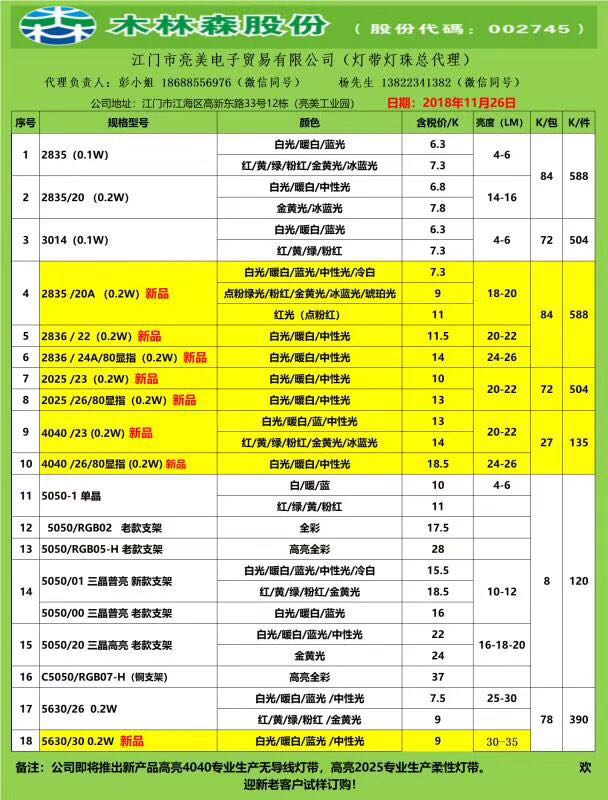 木林森股份 （股份代码：002745）
江门市亮美电子贸易有限公司（灯带灯珠总代理）
代理负责人：彭小姐 18688556976（微信同号） 杨先生 13822341382（微信同号）
公司地址：江门市江海区高新东路33号12栋（亮美工业园） 日期：2018年11月26日
序号 规格型号 颜色 含税价/K 亮度（LM） K/包 K/件
1 2835（0.1W） 白光/暖白/蓝光 6.3 4-6 84 588
红/黄/绿/粉红/金黄光/冰蓝光 7.3
2 2835/20 （0.2W） 白光/暖白/中性光 6.8 14-16
金黄光/冰蓝光 7.8
3 3014（0.1W） 白光/暖白/蓝光 6.3 4-6 72 504
红/黄/绿/粉红 7.3
4 2835 /20A （0.2W）新品 白光/暖白/蓝光/中性光/冷白 7.3 18-20 84 588
点粉绿光/粉红/金黄光/冰蓝光/琥珀光 9
红光（点粉红） 11
5 2836 / 22（0.2W）新品 白光/暖白/中性光 11.5 20-22
6 2836 / 24A/80显指（0.2W）新品 白光/暖白/中性光 14 24-26
7 2025 /23（0.2W）新品 白光/暖白/中性光 10 20-22 72 504
8 2025 /26/80显指（0.2W）新品 白光/暖白/中性光 13
9 4040 /23 (0.2W) 新品 白光/暖白/蓝/中性光 13 20-22 27 135
红/黄/绿/粉红/金黄光/冰蓝光 14
10 4040 /26/80显指 (0.2W) 新品 白光/暖白/中性光 18.5 24-26
11 5050-1 单晶 白/暖/蓝 10 4-6 8 120
红/绿/黄/粉红 11
12 5050/RGB02 老款支架 全彩 17.5
13 5050/RGB05-H 老款支架 高亮全彩 28
14 5050/01 三晶普亮 新款支架 白光/暖白/蓝光/中性光/冷白 15.5 10-12
红/黄/绿/粉红/金黄光 18.5
5050/00 三晶普亮 老款支架 白光/暖白/蓝光 16
15 5050/20 三晶高亮 老款支架 白光/暖白/蓝光/中性光 22 16-18-20
金黄光 24
16 C5050/RGB07-H（铜支架） 高亮全彩 37
17 5630/26 0.2W 白光/暖白/蓝光 /中性光 7.5 25-30 78 390
红/黄/绿/粉红 /金黄光 9
18 5630/30 0.2W 新品 白光/暖白/蓝光 /中性光 9 30-35
备注：公司即将推出新产品高亮4040专业生产无导线灯带，高亮2025专业生产柔性灯带。 欢
迎新老客户试样订购！